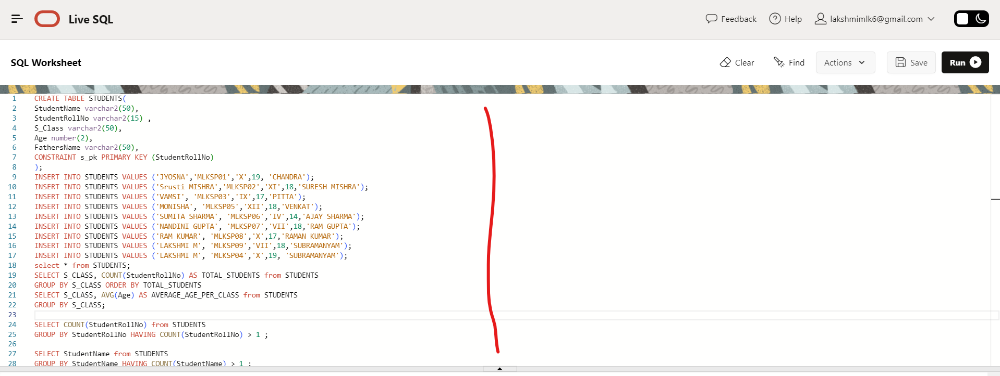 Live SQL
Feedback
Help
lakshmimlk6@gmail.com
SQL Worksheet
Clear
Find
Actions
Save
Run
1 CREATE TABLE STUDENTS(
2 StudentName varchar2(50),
3 StudentRollNo varchar2(15) ,
4 S_Class varchar2(50),
5 Age number(2),
6 FathersName varchar2(50),
7 CONSTRAINT s_pk PRIMARY KEY (StudentRollNo)
8 );
9 INSERT INTO STUDENTS VALUES ('JYOSNA','MLKSP01','X',19, 'CHANDRA');
10 INSERT INTO STUDENTS VALUES ('Srusti MISHRA','MLKSP02','XI',18,'SURESH MISHRA');
11 INSERT INTO STUDENTS VALUES ('VAMSI', 'MLKSP03','IX',17,'PITTA');
12 INSERT INTO STUDENTS VALUES ('MONISHA', 'MLKSP05','XII',18,'VENKAT');
13 INSERT INTO STUDENTS VALUES ('SUMITA SHARMA', 'MLKSP06','IV',14,'AJAY SHARMA');
14 INSERT INTO STUDENTS VALUES ('NANDINI GUPTA', 'MLKSP07','VII',18,'RAM GUPTA');
15 INSERT INTO STUDENTS VALUES ('RAM KUMAR', 'MLKSP08','X',17,'RAMAN KUMAR');
16 INSERT INTO STUDENTS VALUES ('LAKSHMI M', 'MLKSP09','VII',18,'SUBRAMANYAM');
17 INSERT INTO STUDENTS VALUES ('LAKSHMI M', 'MLKSP04','X',19, 'SUBRAMANYAM');
18 select * from STUDENTS;
19 SELECT S_CLASS, COUNT(StudentRollNo) AS TOTAL_STUDENTS from STUDENTS
20 GROUP BY S_CLASS ORDER BY TOTAL_STUDENTS
21 SELECT S_CLASS, AVG(Age) AS AVERAGE_AGE_PER_CLASS from STUDENTS
22 GROUP BY S_CLASS;
23
24 SELECT COUNT(StudentRollNo) from STUDENTS
25 GROUP BY StudentRollNo HAVING COUNT(StudentRollNo) > 1 ;
26
27 SELECT StudentName from STUDENTS
28 GROUP BY StudentName HAVING COUNT(StudentName) > 1 ;